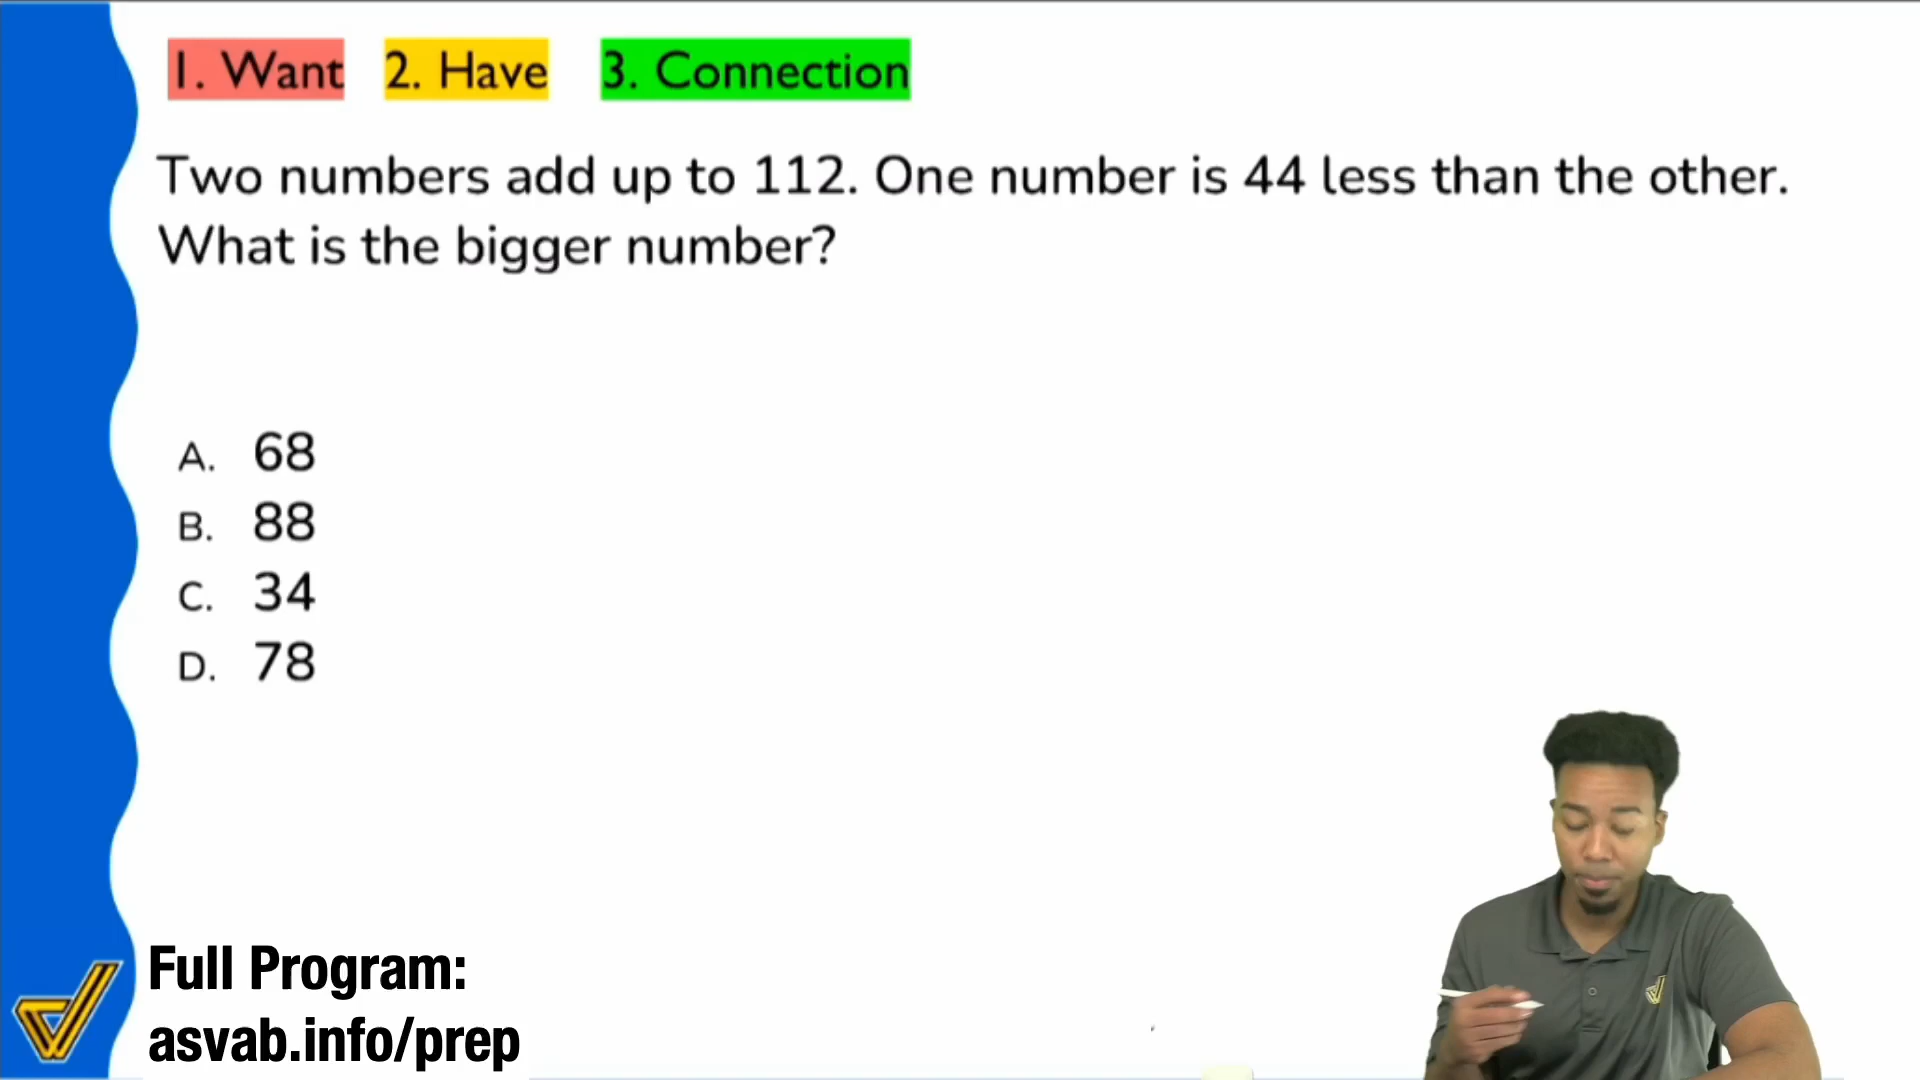 1. Want 2. Have 3. Connection
Two numbers add up to 112. One number is 44 less than the other.
What is the bigger number?
A. 68
B. 88
C. 34
D. 78
Full Program:
asvab.info/prep